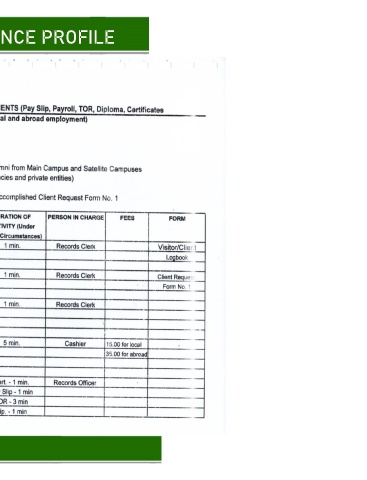 NCE PROFILE
ENTS (Pay Slip, Payroll, TOR, Diploma, Certificates
al and abroad employment)
mni from Main Campus and Satellite Campuses
cies and private entities)
ccomplished Client Request Form No. 1
RATION OF PERSON IN CHARGE FEES FORM
TIVITY (Under
Circumstances)
1 min. Records Clerk Visitor/Client
Logbook
1 min. Records Clerk Client Reques
Form No. 1
1 min. Records Clerk
5 min. Cashier 15.00 for local
35.00 for abroad
ert. - 1 min. Records Officer
Slip - 1 min
OR - 3 min
ip. - 1 min